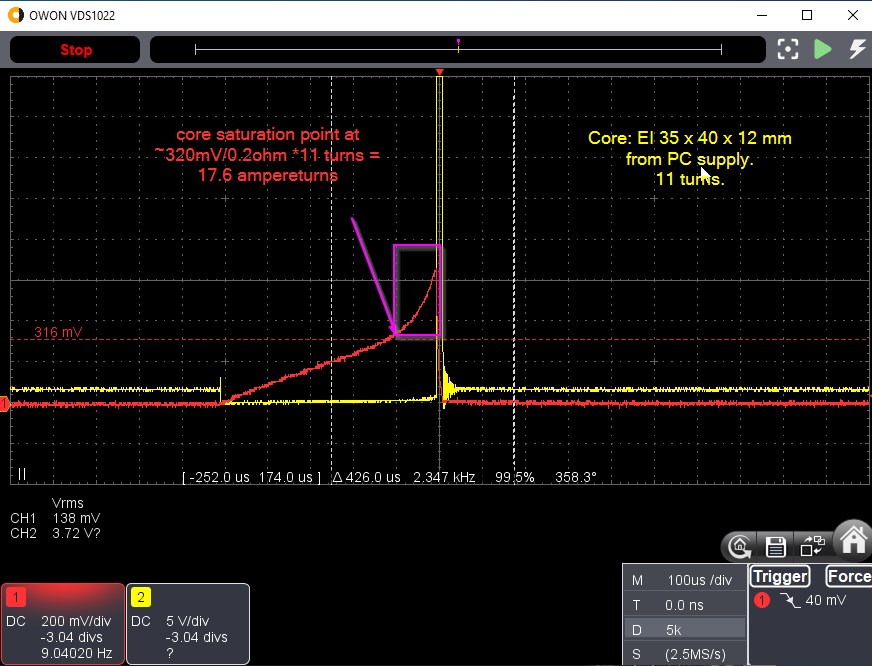 OWON VDS1022
Stop
core saturation point at
~320mV/0.2ohm *11 turns =
17.6 ampereturns
Core: EI 35 x 40 x 12 mm
from PC supply.
11 turns.
316 mV
1
II
[ -252.0 us 174.0 us ] Δ 426.0 us 2.347 kHz 99.5% 358.3°
Vrms
CH1 138 mV
CH2 3.72 V?
1
DC 200 mV/div
-3.04 divs
9.04020 Hz
2
DC 5 V/div
-3.04 divs
?
M 100us /div
T 0.0 ns
D 5k
S (2.5MS/s)
Trigger Force
1 40 mV